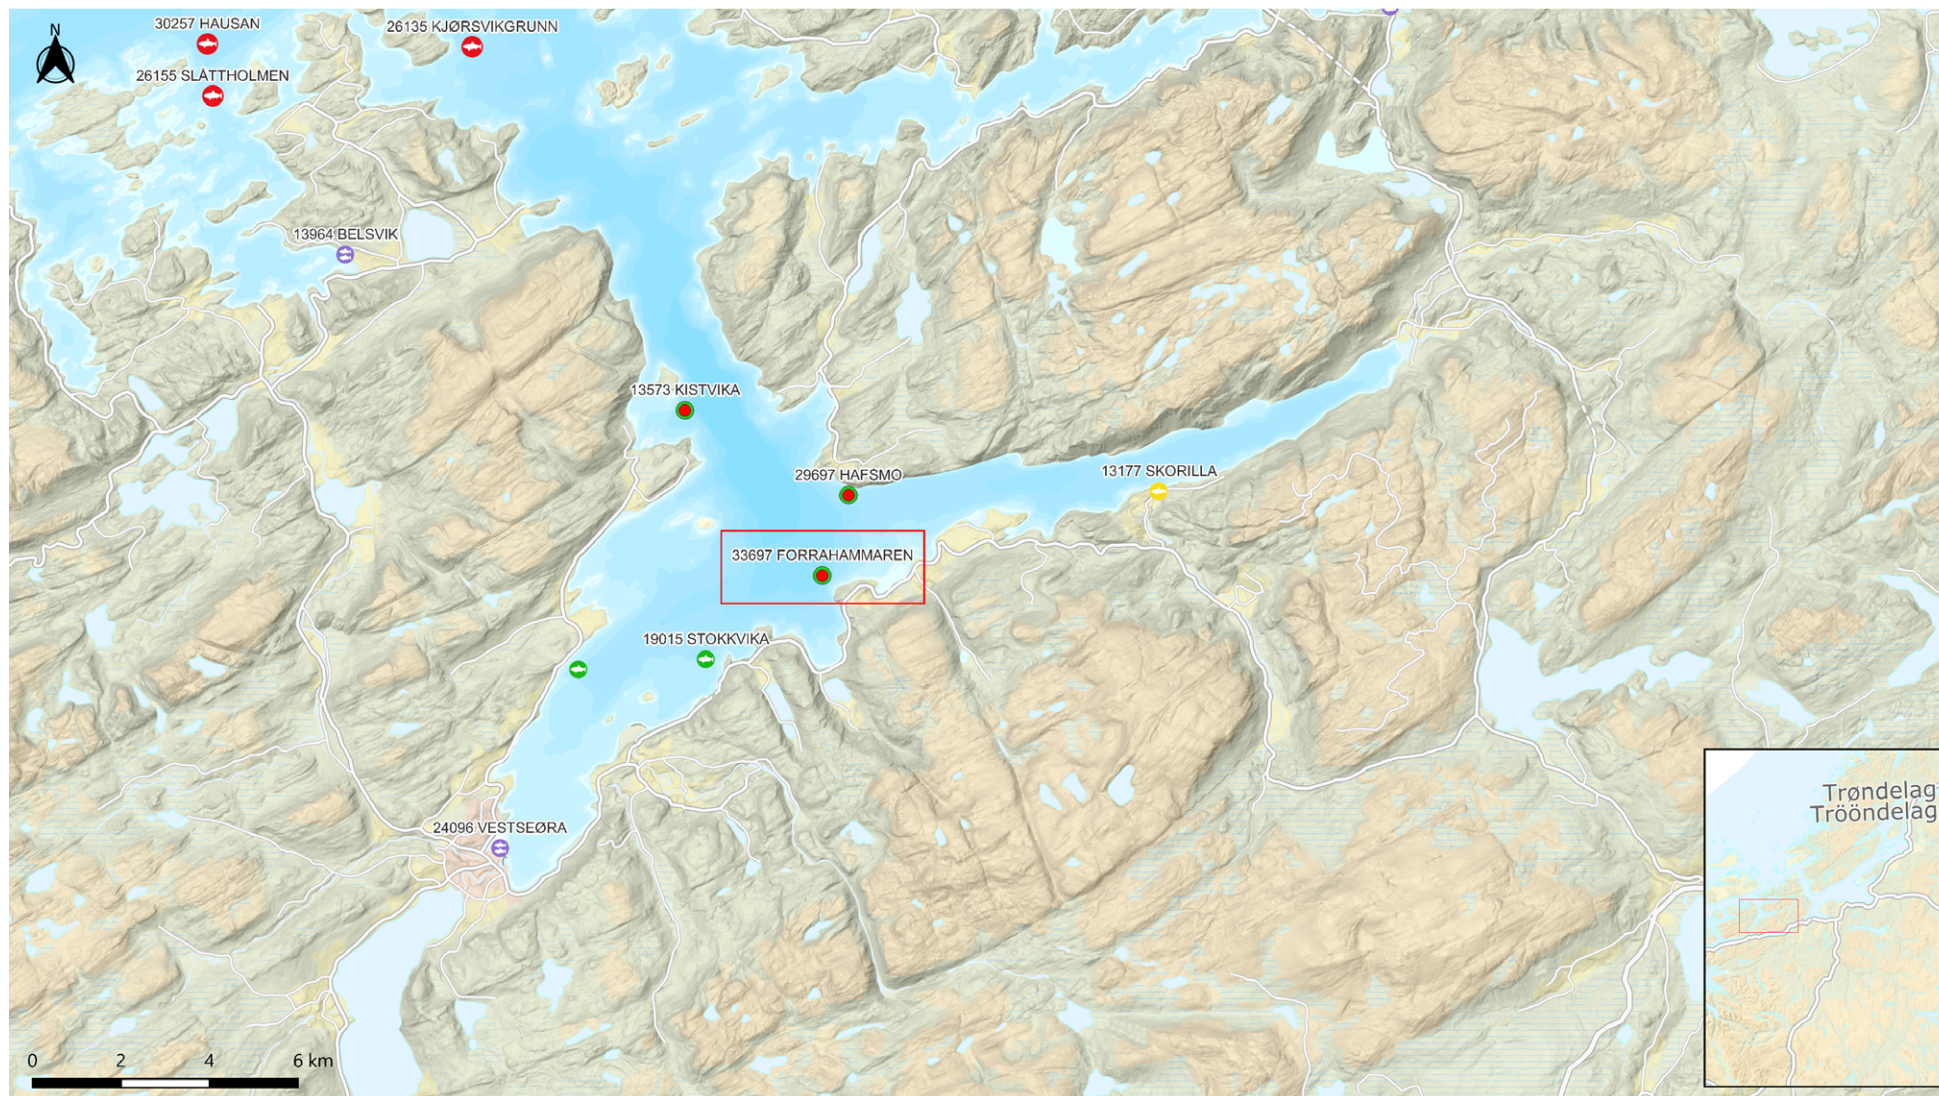 30257 HAUSAN
26135 KJØRSVIKGRUNN
N
26155 SLÅTTHOLMEN
13964 BELSVIK
13573 KISTVIKA
29697 HAFSMO
13177 SKORILLA
33697 FORRAHAMMAREN
19015 STOKKVIKA
24096 VESTSEØRA
Trøndelag
Trööndelag
0 2 4 6 km